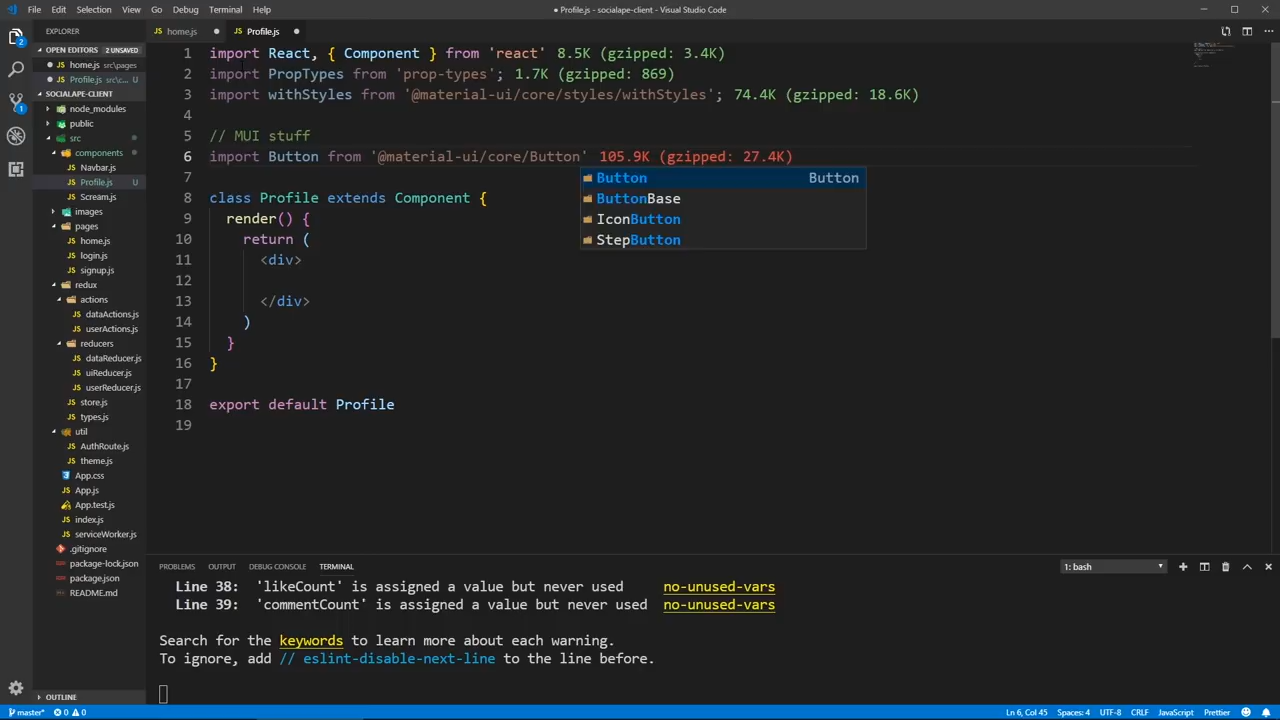 File Edit Selection View Go Debug Terminal Help
● Profile.js - socialape-client - Visual Studio Code
EXPLORER
OPEN EDITORS 2 UNSAVED
home.js src\pages
Profile.js src\c...
SOCIALAPE-CLIENT
node_modules
public
src
components
Navbar.js
Profile.js U
Scream.js
images
pages
home.js
login.js
signup.js
redux
actions
dataActions.js
userActions.js
reducers
dataReducer.js
uiReducer.js
userReducer.js
store.js
types.js
util
AuthRoute.js
theme.js
App.css
App.js
App.test.js
index.js
serviceWorker.js
.gitignore
package-lock.json
package.json
README.md
OUTLINE
home.js ● Profile.js ●
1 import React, { Component } from 'react' 8.5K (gzipped: 3.4K)
2 import PropTypes from 'prop-types'; 1.7K (gzipped: 869)
3 import withStyles from '@material-ui/core/styles/withStyles'; 74.4K (gzipped: 18.6K)
4
5 // MUI stuff
6 import Button from '@material-ui/core/Button' 105.9K (gzipped: 27.4K)
7
Button Button
ButtonBase
IconButton
StepButton
8 class Profile extends Component {
9 render() {
10 return (
11 <div>
12
13 </div>
14 )
15 }
16 }
17
18 export default Profile
19
PROBLEMS OUTPUT DEBUG CONSOLE TERMINAL
1: bash
Line 38: 'likeCount' is assigned a value but never used no-unused-vars
Line 39: 'commentCount' is assigned a value but never used no-unused-vars
Search for the keywords to learn more about each warning.
To ignore, add // eslint-disable-next-line to the line before.
master* 0 0
Ln 6, Col 45 Spaces: 4 UTF-8 CRLF JavaScript Prettier